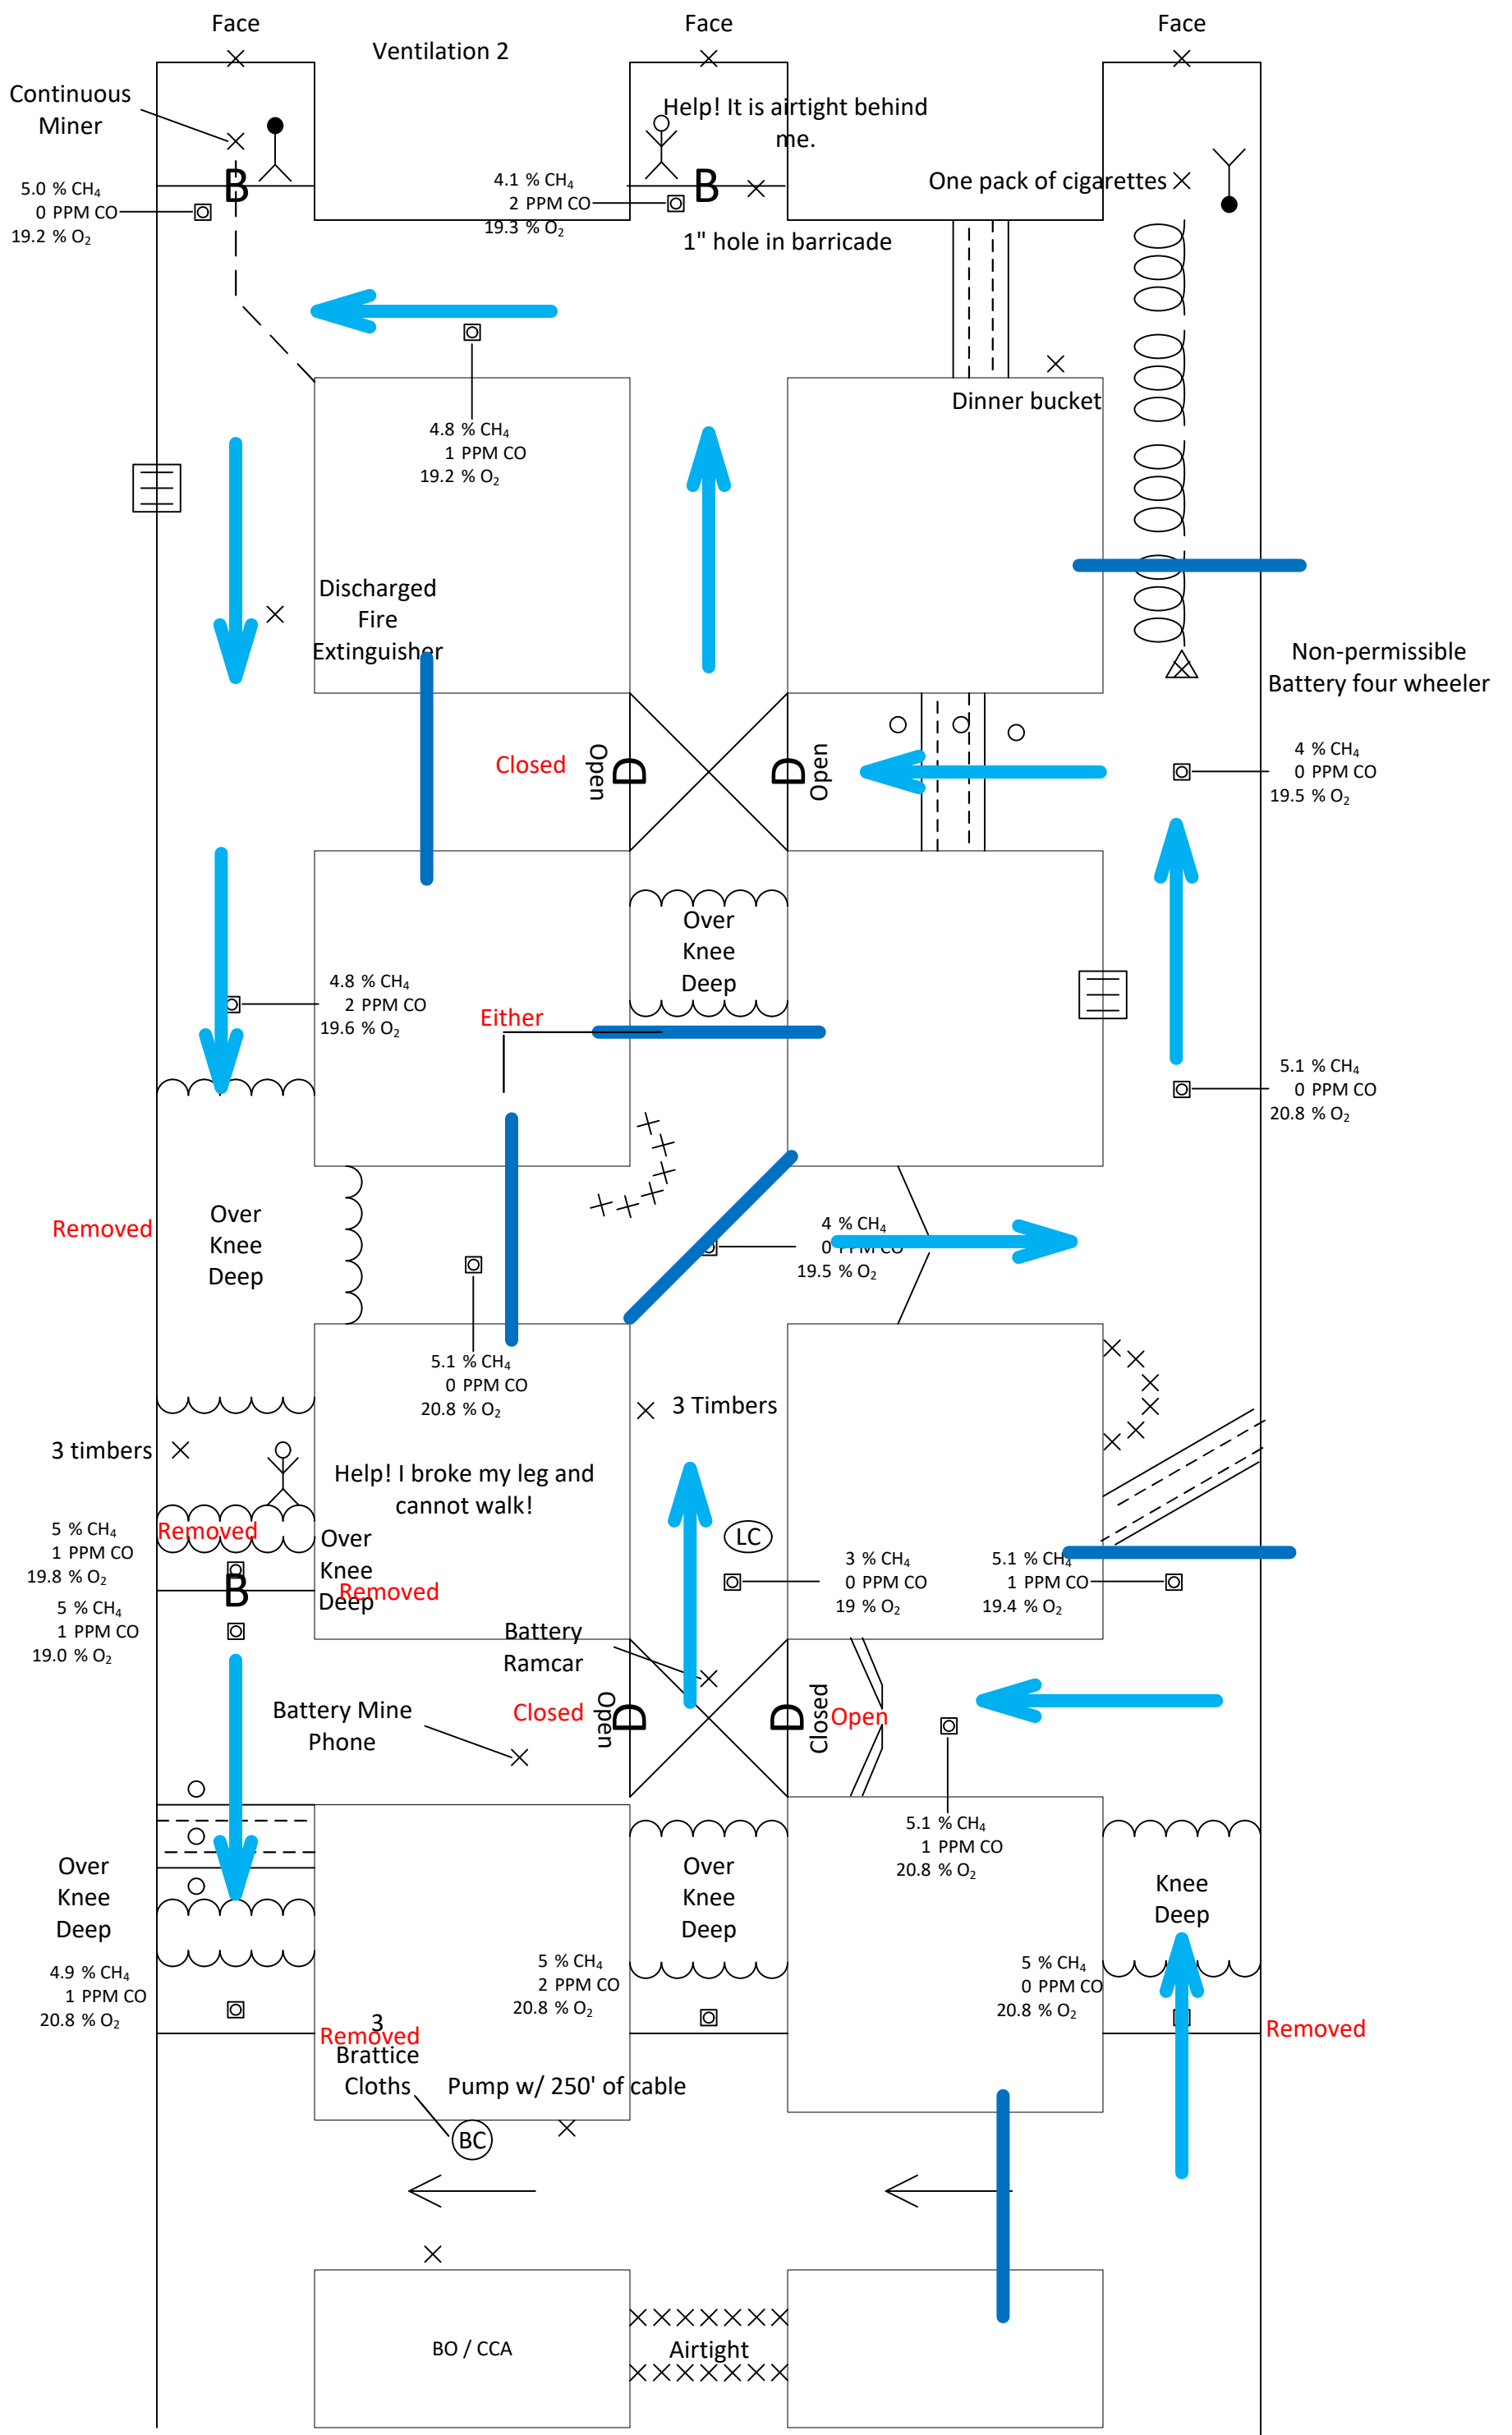 Face
Face
Face
Ventilation 2
Continuous
Miner
Help! It is airtight behind
me.
B
5.0 % CH₄
0 PPM CO
19.2 % O₂
4.1 % CH₄
2 PPM CO
19.3 % O₂
B
One pack of cigarettes
1" hole in barricade
Dinner bucket
4.8 % CH₄
1 PPM CO
19.2 % O₂
Discharged
Fire
Extinguisher
Non-permissible
Battery four wheeler
Closed
Open
D
D
Open
4 % CH₄
0 PPM CO
19.5 % O₂
Over
Knee
Deep
4.8 % CH₄
2 PPM CO
19.6 % O₂
Either
5.1 % CH₄
0 PPM CO
20.8 % O₂
Removed
Over
Knee
Deep
4 % CH₄
0 PPM CO
19.5 % O₂
5.1 % CH₄
0 PPM CO
20.8 % O₂
3 Timbers
3 timbers
Help! I broke my leg and
cannot walk!
Removed
Over
Knee
Deep
Removed
5 % CH₄
1 PPM CO
19.8 % O₂
B
5 % CH₄
1 PPM CO
19.0 % O₂
LC
3 % CH₄
0 PPM CO
19 % O₂
5.1 % CH₄
1 PPM CO
19.4 % O₂
Battery
Ramcar
Battery Mine
Phone
Closed
Open
D
D
Closed
Open
5.1 % CH₄
1 PPM CO
20.8 % O₂
Over
Knee
Deep
Over
Knee
Deep
Knee
Deep
4.9 % CH₄
1 PPM CO
20.8 % O₂
5 % CH₄
2 PPM CO
20.8 % O₂
5 % CH₄
0 PPM CO
20.8 % O₂
3
Removed
Brattice
Cloths
Removed
Pump w/ 250' of cable
BC
BO / CCA
Airtight